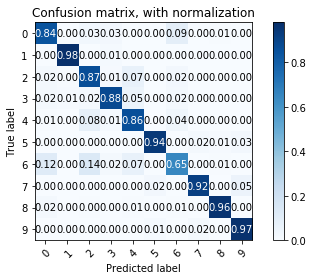 Confusion matrix, with normalization
0 0.84 0.00 0.03 0.03 0.00 0.00 0.09 0.00 0.01 0.00
1 0.00 0.98 0.00 0.01 0.00 0.00 0.00 0.00 0.00 0.00
2 0.02 0.00 0.87 0.01 0.07 0.00 0.02 0.00 0.00 0.00
3 0.02 0.01 0.02 0.88 0.05 0.00 0.02 0.00 0.00 0.00
4 0.00 0.00 0.08 0.01 0.86 0.00 0.04 0.00 0.00 0.00
5 0.00 0.00 0.00 0.00 0.00 0.94 0.00 0.02 0.01 0.03
6 0.12 0.00 0.14 0.02 0.07 0.00 0.65 0.00 0.01 0.00
7 0.00 0.00 0.00 0.00 0.00 0.02 0.00 0.92 0.00 0.05
8 0.02 0.00 0.01 0.00 0.01 0.00 0.00 0.00 0.96 0.00
9 0.00 0.00 0.00 0.00 0.00 0.01 0.00 0.02 0.00 0.97
0 1 2 3 4 5 6 7 8 9
True label
Predicted label
0.8
0.6
0.4
0.2
0.0